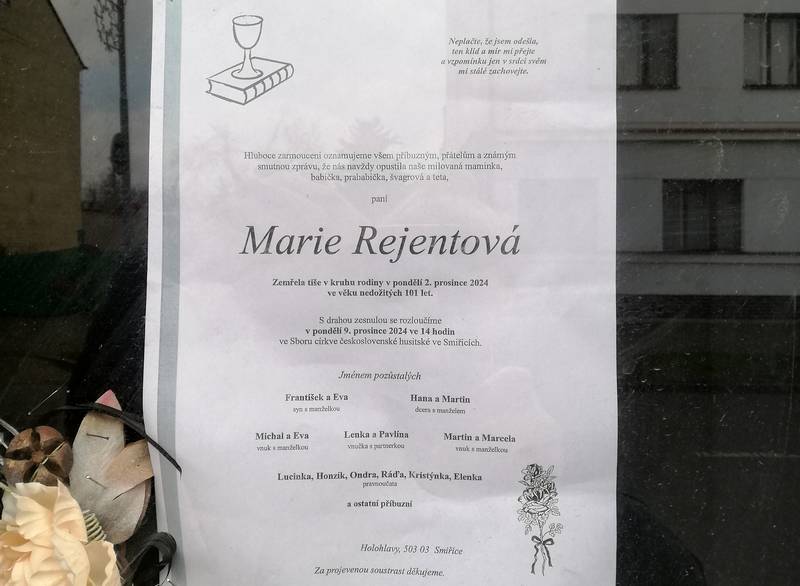 Neplačte, že jsem odešla,
ten klid a mír mi přejte
a vzpomínku jen v srdci svém
mi stále zachovejte.
Hluboce zarmouceni oznamujeme všem příbuzným, přátelům a známým
smutnou zprávu, že nás navždy opustila naše milovaná maminka,
babička, prababička, švagrová a teta,
paní
Marie Rejentová
Zemřela tiše v kruhu rodiny v pondělí 2. prosince 2024
ve věku nedožitých 101 let.
S drahou zesnulou se rozloučíme
v pondělí 9. prosince 2024 ve 14 hodin
ve Sboru církve československé husitské ve Smiřicích.
Jménem pozůstalých
František a Eva Hana a Martin
syn s manželkou dcera s manželem
Michal a Eva Lenka a Pavlína Martin a Marcela
vnuk s manželkou vnučka s partnerkou vnuk s manželkou
Lucinka, Honzík, Ondra, Ráďa, Kristýnka, Elenka
pravnoučata
a ostatní příbuzní
Holohlavy, 503 03 Smiřice
Za projevenou soustrast děkujeme.